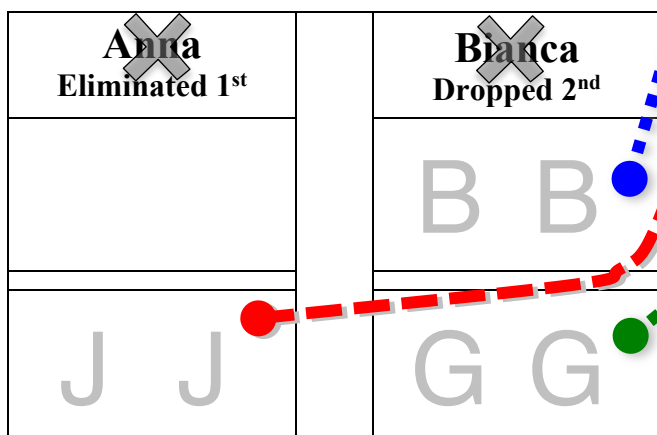 Anna
Eliminated 1st
Bianca
Dropped 2nd
B B
J J
G G